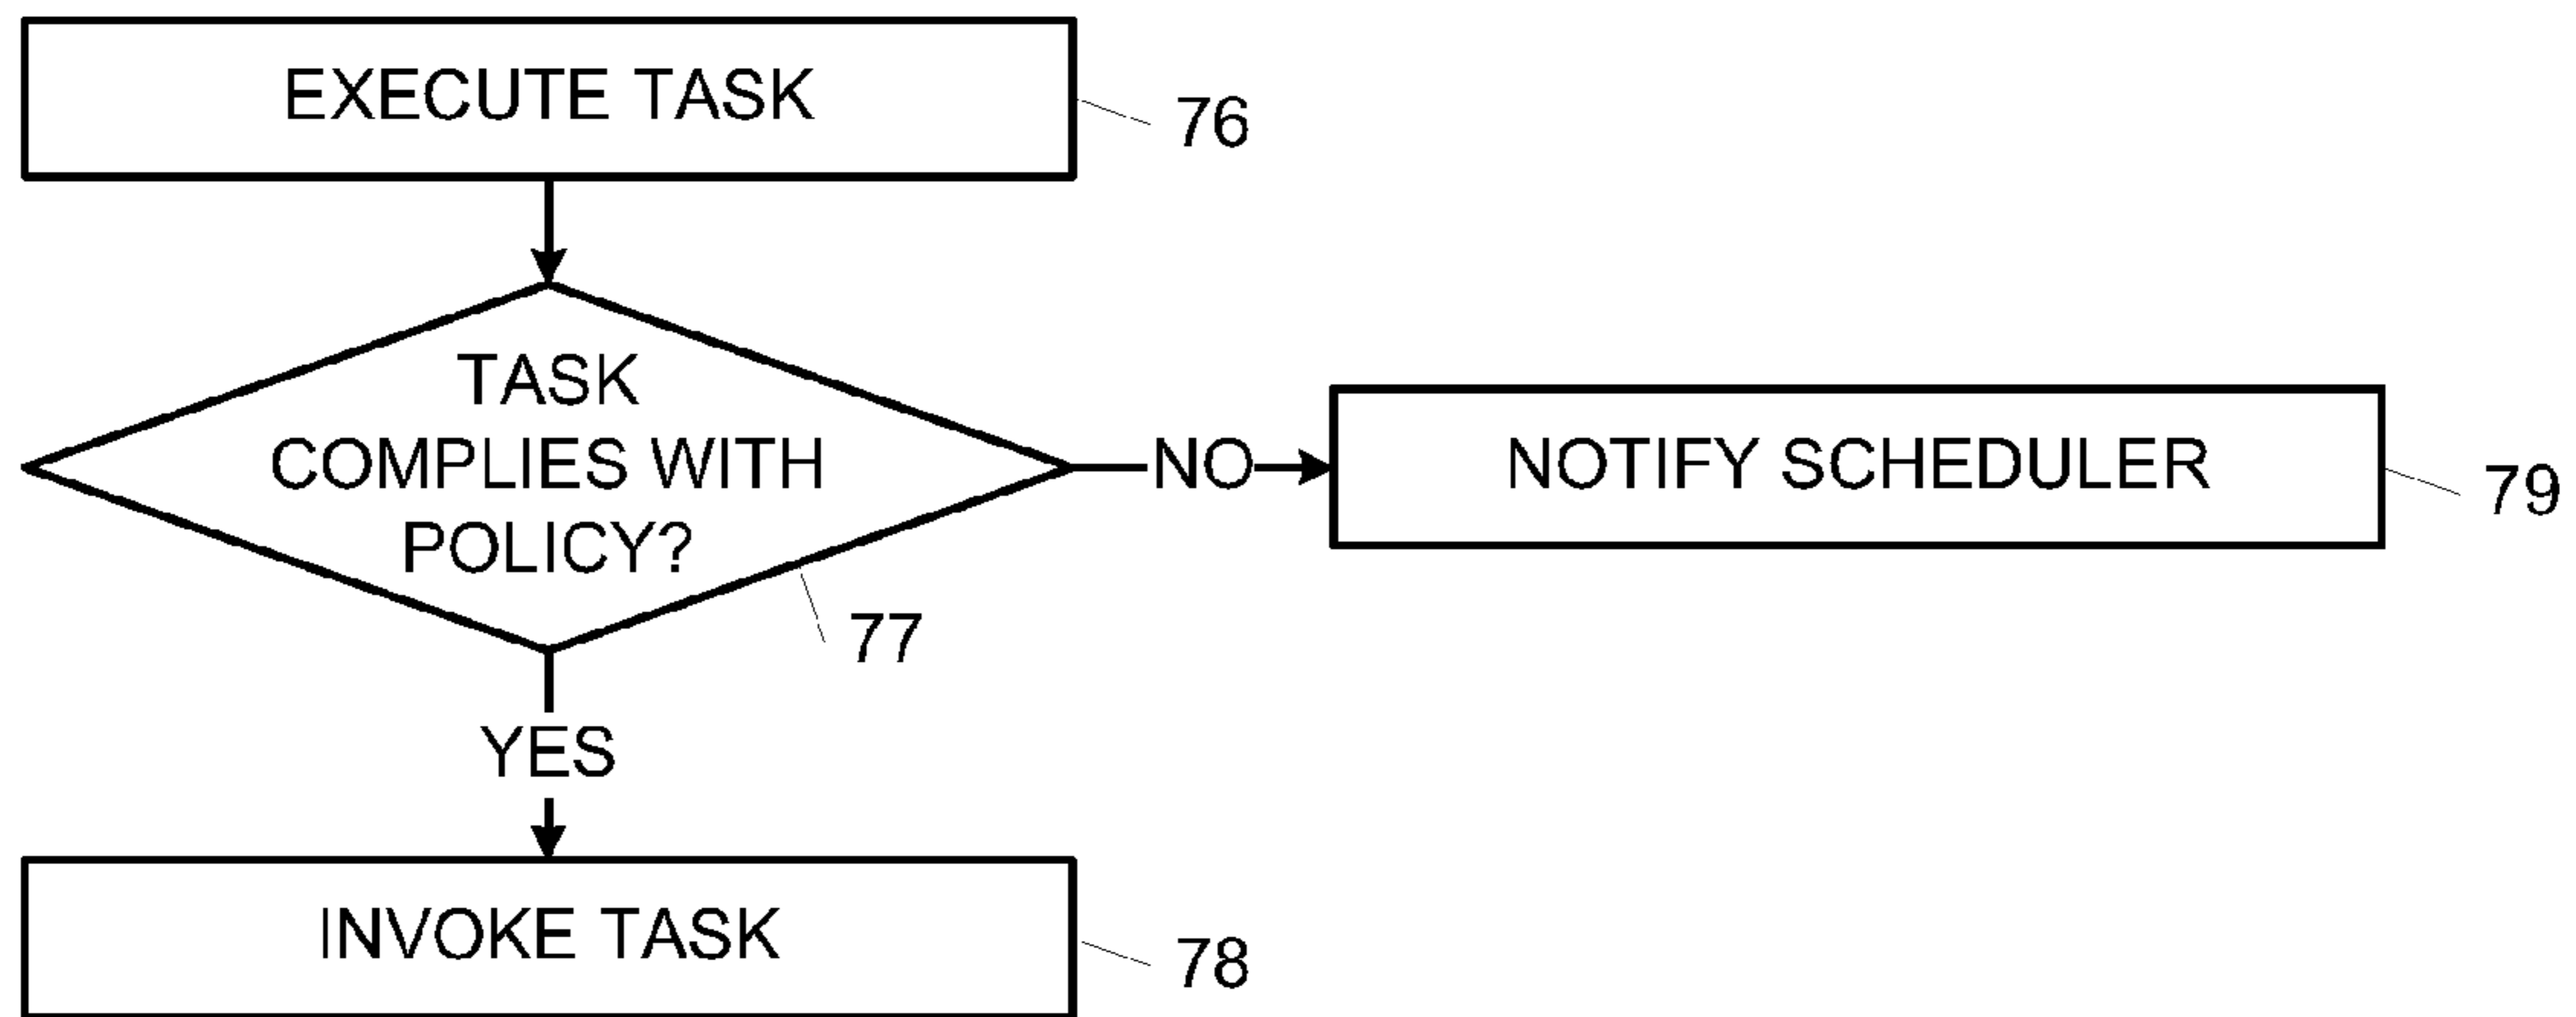 EXECUTE TASK
76
TASK
COMPLIES WITH
POLICY?
NO
NOTIFY SCHEDULER
79
77
YES
INVOKE TASK
78